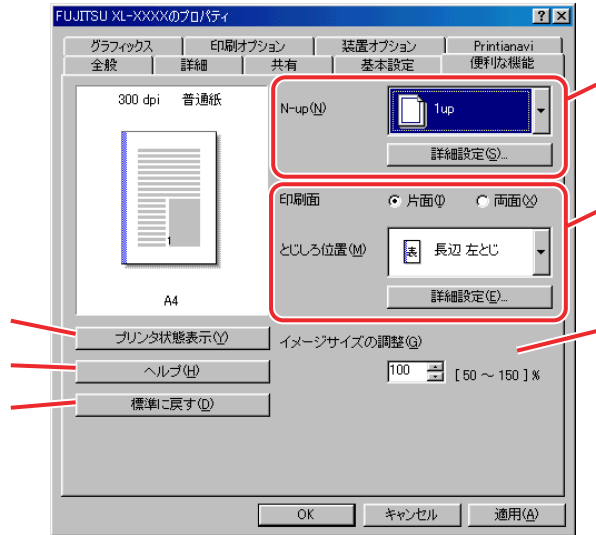 FUJITSU XL-XXXXのプロパティ
グラフィックス 印刷オプション 装置オプション Printianavi
全般 詳細 共有 基本設定 便利な機能
300 dpi 普通紙
1
A4
N-up(N) 1up
詳細設定(S)...
印刷面 片面(I) 両面(X)
とじしろ位置(M) 表 長辺 左とじ
詳細設定(E)...
プリンタ状態表示(Y)
ヘルプ(H)
標準に戻す(D)
イメージサイズの調整(G)
100 [ 50 ～ 150 ] %
OK キャンセル 適用(A)